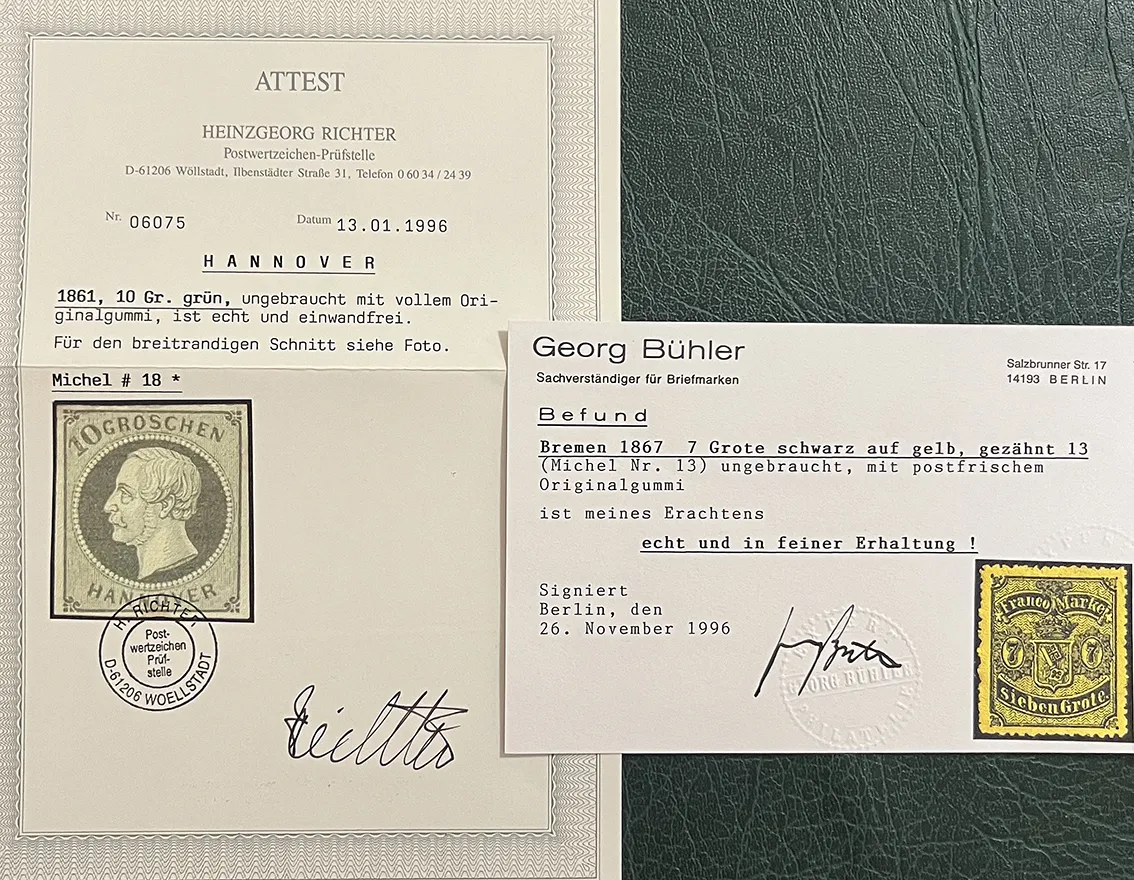 ATTEST
HEINZGEORG RICHTER
Postwertzeichen-Prüfstelle
D-61206 Wöllstadt, Ilbenstädter Straße 31, Telefon 0 60 34 / 24 39
Nr. 06075 Datum 13.01.1996
HANNOVER
1861, 10 Gr. grün, ungebraucht mit vollem Ori-
ginalgummi, ist echt und einwandfrei.
Für den breitrandigen Schnitt siehe Foto.
Michel # 18 *
10 GROSCHEN
HANNOVER
H. RICHTER
Post-
wertzeichen
Prüf-
stelle
D-61206 WOELLSTADT
Georg Bühler
Sachverständiger für Briefmarken
Salzbrunner Str. 17
14193 BERLIN
Befund
Bremen 1867 7 Grote schwarz auf gelb, gezähnt 13
(Michel Nr. 13) ungebraucht, mit postfrischem
Originalgummi
ist meines Erachtens
echt und in feiner Erhaltung !
Signiert
Berlin, den
26. November 1996
GEORG BÜHLER
PHILATELIE
Franco Marke
7 7
Sieben Grote.